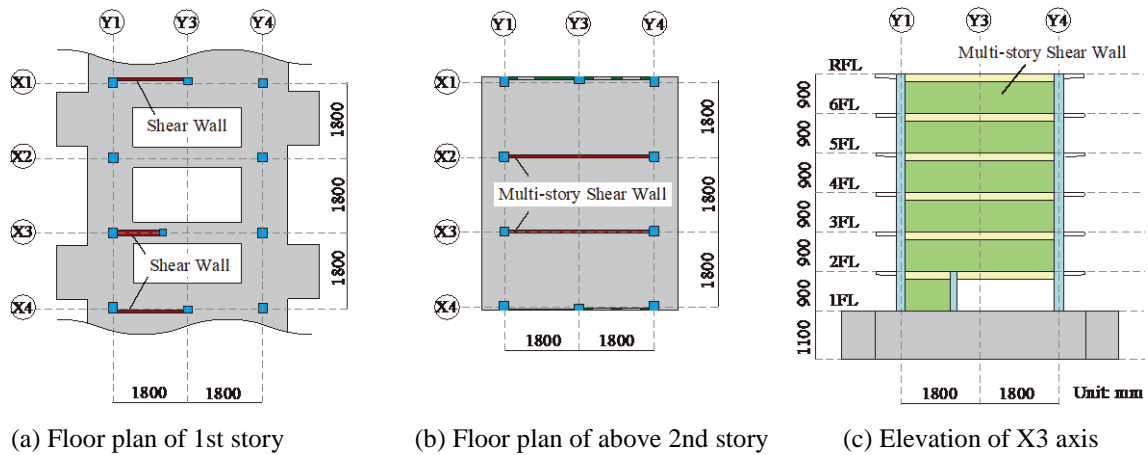 Y1 Y3 Y4
X1
Shear Wall
1800
X2
1800
X3
Shear Wall
1800
X4
1800 1800
(a) Floor plan of 1st story
Y1 Y3 Y4
X1
1800
X2
Multi-story Shear Wall
1800
X3
1800
X4
1800 1800
(b) Floor plan of above 2nd story
Y1 Y3 Y4
Multi-story Shear Wall
RFL
900
6FL
900
5FL
900
4FL
900
3FL
900
2FL
900
1FL
1100
1800 1800 Unit: mm
(c) Elevation of X3 axis